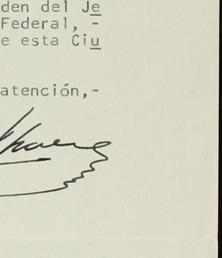 den del Je
Federal, -
e esta Ciu
atención,-